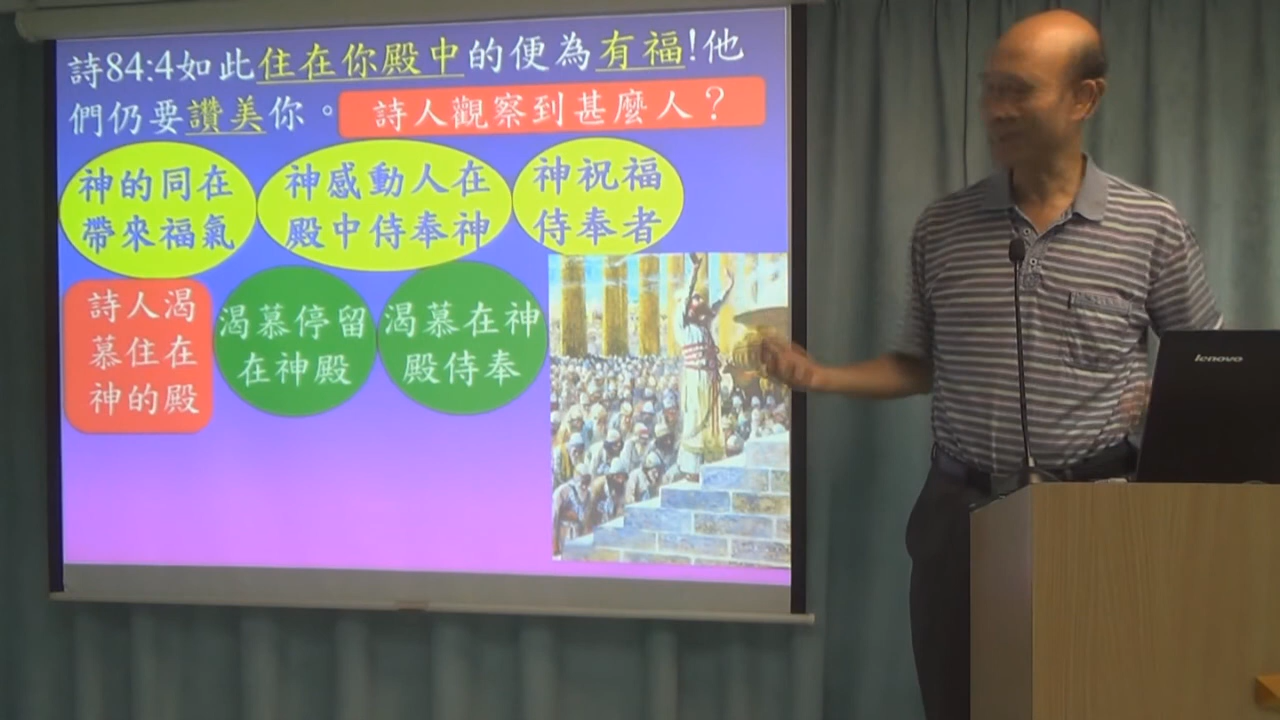 詩84:4如此住在你殿中的便為有福!他
們仍要讚美你。
詩人觀察到甚麼人？
神的同在
帶來福氣
神感動人在
殿中侍奉神
神祝福
侍奉者
詩人渴
慕住在
神的殿
渴慕停留
在神殿
渴慕在神
殿侍奉
lenovo